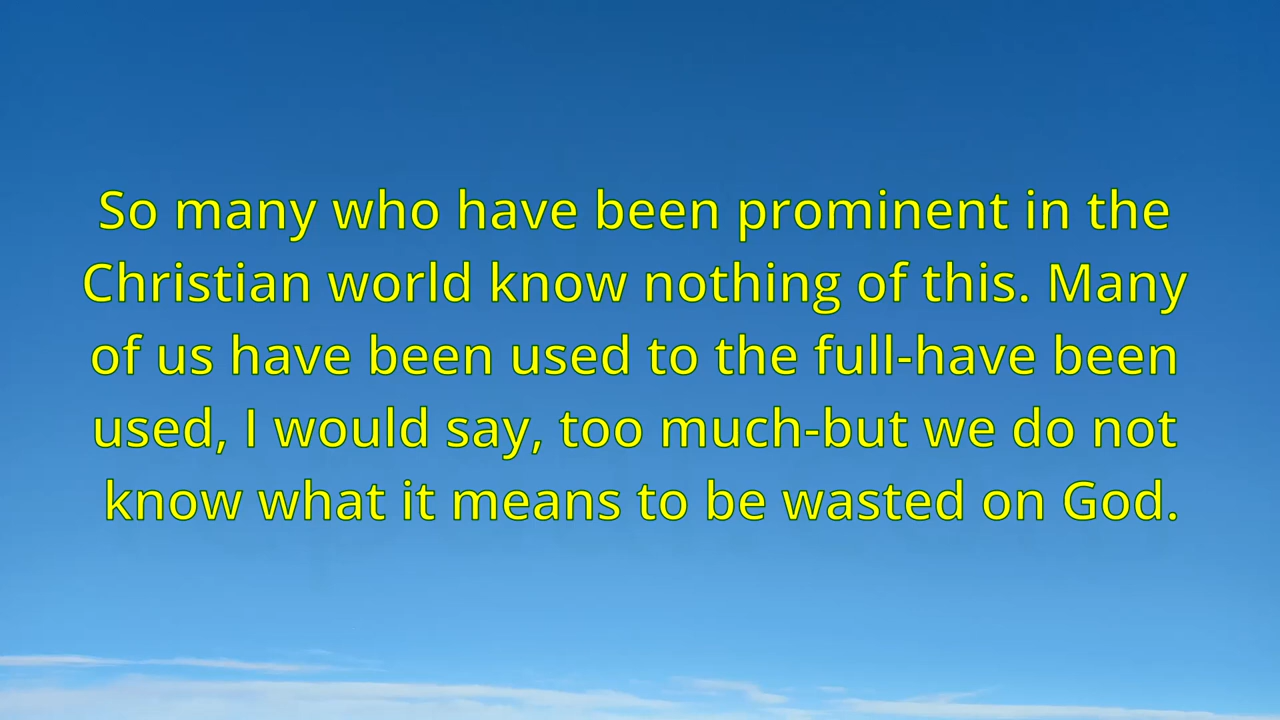 So many who have been prominent in the
Christian world know nothing of this. Many
of us have been used to the full-have been
used, I would say, too much-but we do not
know what it means to be wasted on God.